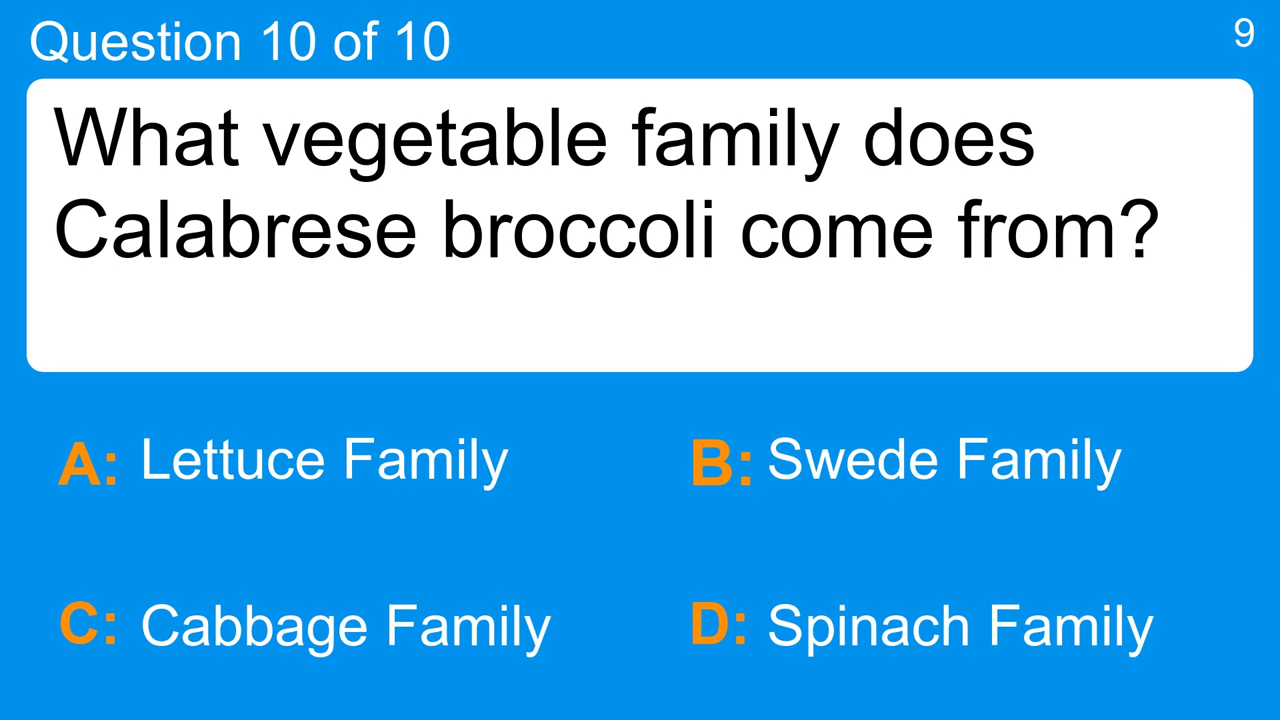 Question 10 of 10
9
What vegetable family does
Calabrese broccoli come from?
A: Lettuce Family
B: Swede Family
C: Cabbage Family
D: Spinach Family